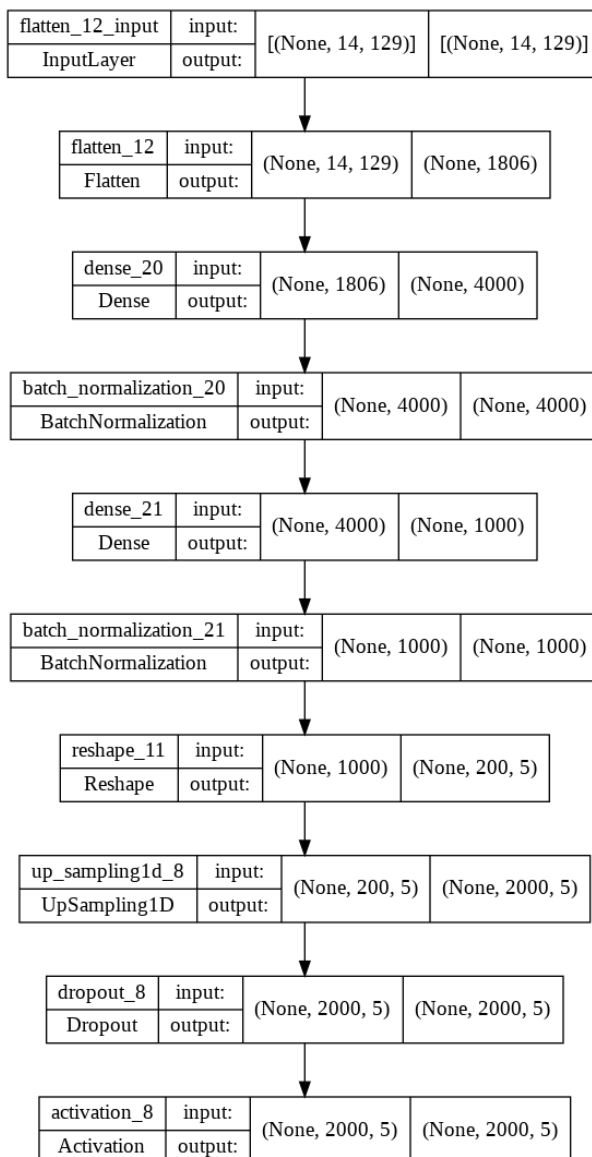 flatten_12_input input: [(None, 14, 129)] [(None, 14, 129)]
InputLayer output:
flatten_12 input: (None, 14, 129) (None, 1806)
Flatten output:
dense_20 input: (None, 1806) (None, 4000)
Dense output:
batch_normalization_20 input: (None, 4000) (None, 4000)
BatchNormalization output:
dense_21 input: (None, 4000) (None, 1000)
Dense output:
batch_normalization_21 input: (None, 1000) (None, 1000)
BatchNormalization output:
reshape_11 input: (None, 1000) (None, 200, 5)
Reshape output:
up_sampling1d_8 input: (None, 200, 5) (None, 2000, 5)
UpSampling1D output:
dropout_8 input: (None, 2000, 5) (None, 2000, 5)
Dropout output:
activation_8 input: (None, 2000, 5) (None, 2000, 5)
Activation output: